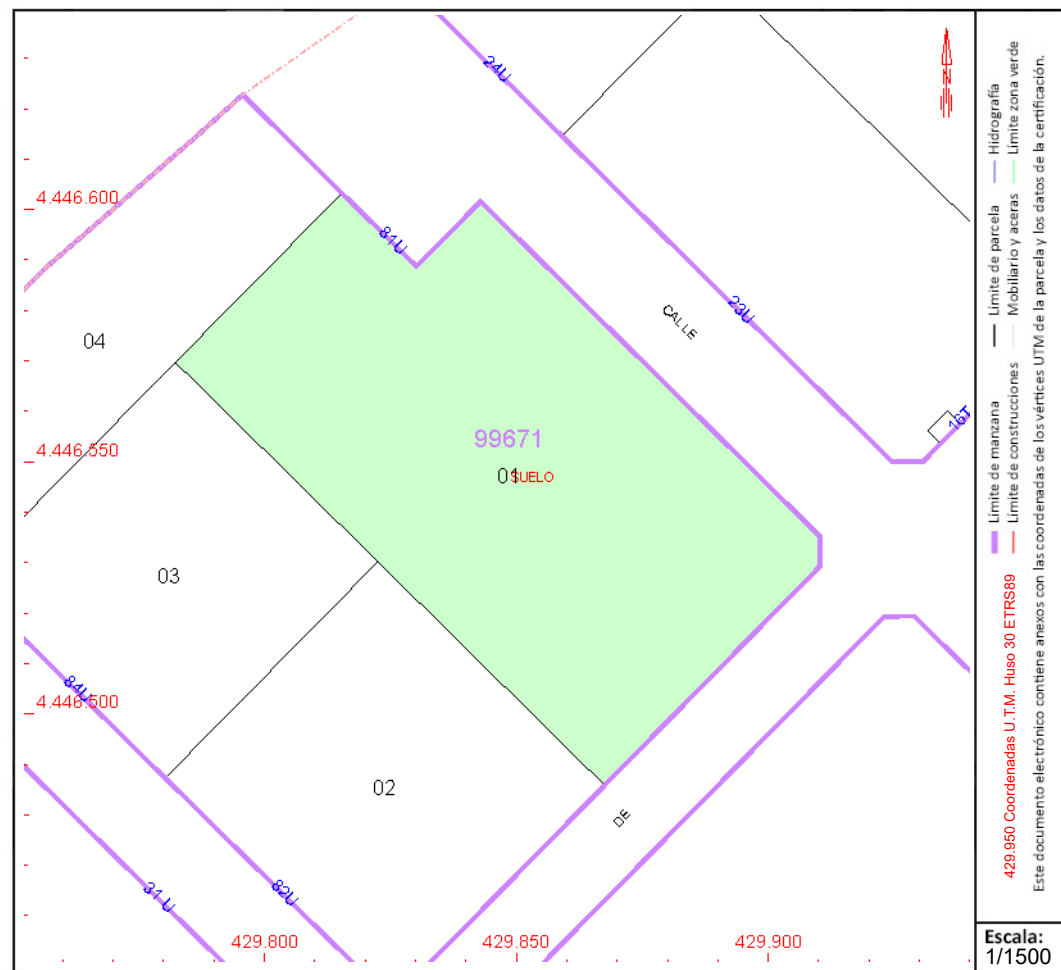 24U
4.446.600
81U
CALLE
23U
04
16T
99671
4.446.550
01
SUELO
03
84U
4.446.500
02
DE
31 U
82U
429.800
429.850
429.900
N
Límite de manzana
Límite de parcela
Hidrografía
Límite de construcciones
Mobiliario y aceras
Límite zona verde
429.950 Coordenadas U.T.M. Huso 30 ETRS89
Este documento electrónico contiene anexos con las coordenadas de los vértices UTM de la parcela y los datos de la certificación.
Escala:
1/1500